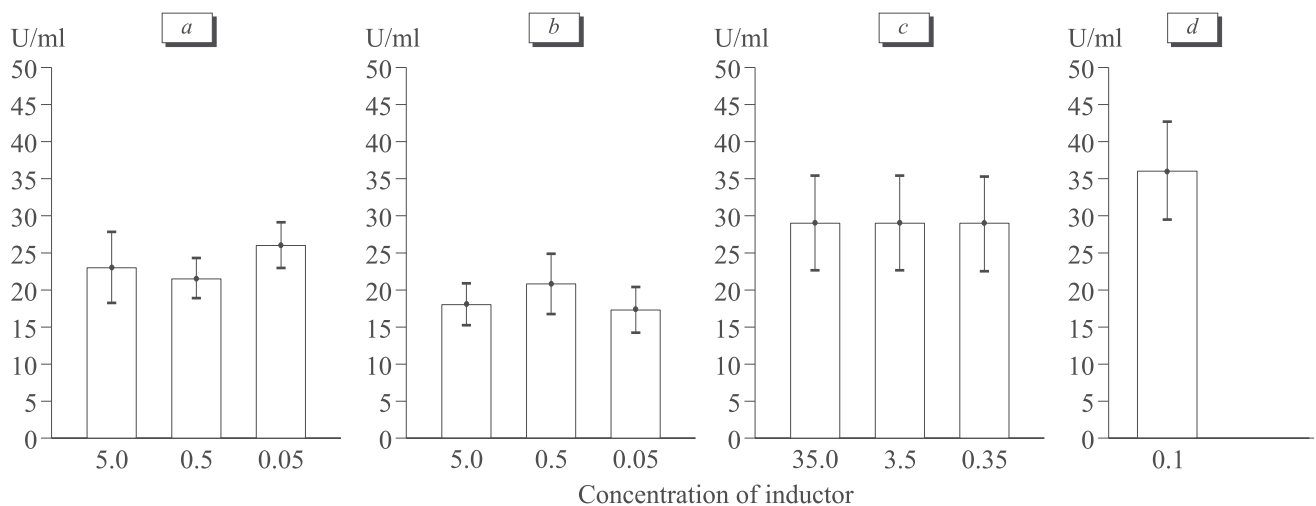 a b c d
U/ml U/ml U/ml U/ml
50 50 50 50
45 45 45 45
40 40 40 40
35 35 35 35
30 30 30 30
25 25 25 25
20 20 20 20
15 15 15 15
10 10 10 10
5 5 5 5
0 0 0 0
5.0 0.5 0.05 5.0 0.5 0.05 35.0 3.5 0.35 0.1
Concentration of inductor